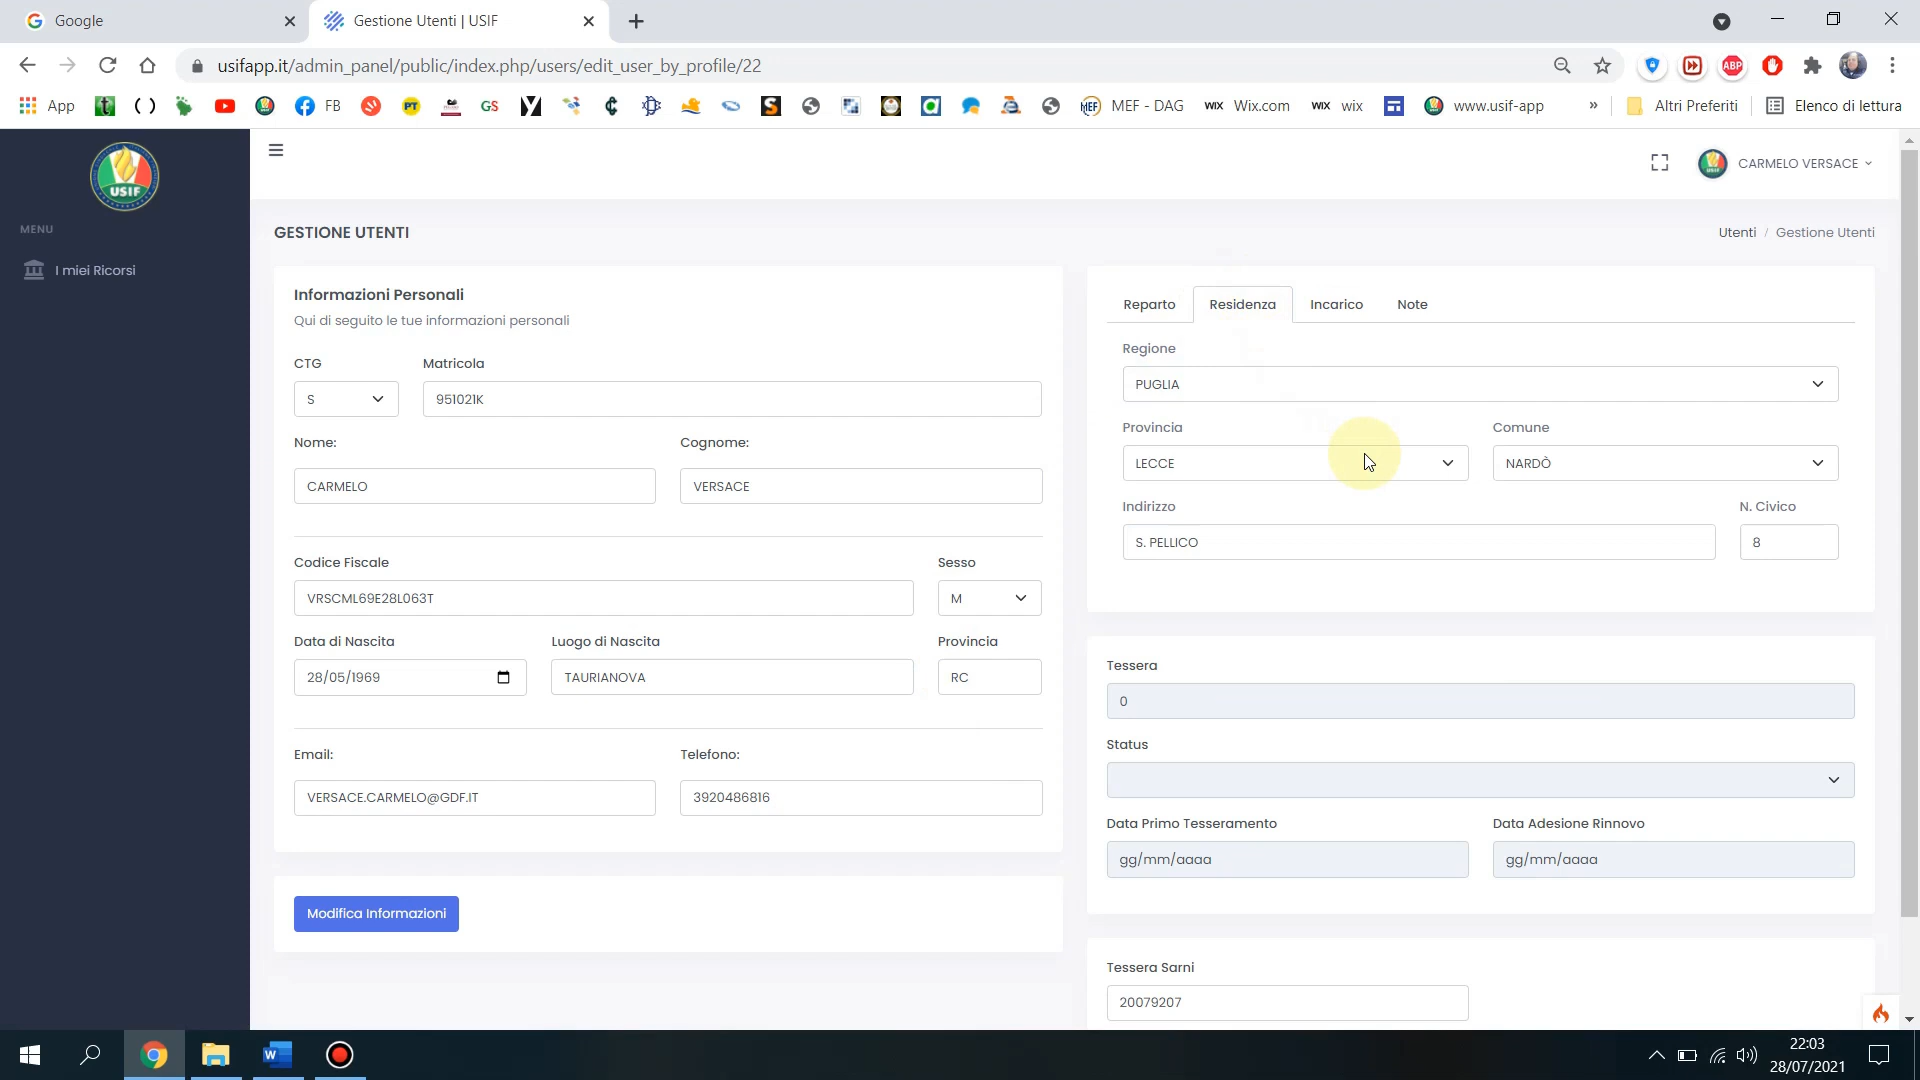 Google
Gestione Utenti | USIF
usifapp.it/admin_panel/public/index.php/users/edit_user_by_profile/22
App
FB
PT
GS
MEF - DAG
WIX Wix.com
WIX wix
www.usif-app
»
Altri Preferiti
Elenco di lettura
ABP
USIF
MENU
I miei Ricorsi
CARMELO VERSACE
GESTIONE UTENTI
Utenti / Gestione Utenti
Informazioni Personali
Qui di seguito le tue informazioni personali
CTG
Matricola
S
951021K
Nome:
Cognome:
CARMELO
VERSACE
Codice Fiscale
Sesso
VRSCML69E28L063T
M
Data di Nascita
Luogo di Nascita
Provincia
28/05/1969
TAURIANOVA
RC
Email:
Telefono:
VERSACE.CARMELO@GDF.IT
3920486816
Modifica Informazioni
Reparto
Residenza
Incarico
Note
Regione
PUGLIA
Provincia
Comune
LECCE
NARDÒ
Indirizzo
N. Civico
S. PELLICO
8
Tessera
0
Status
Data Primo Tesseramento
Data Adesione Rinnovo
gg/mm/aaaa
gg/mm/aaaa
Tessera Sarni
20079207
22:03
28/07/2021